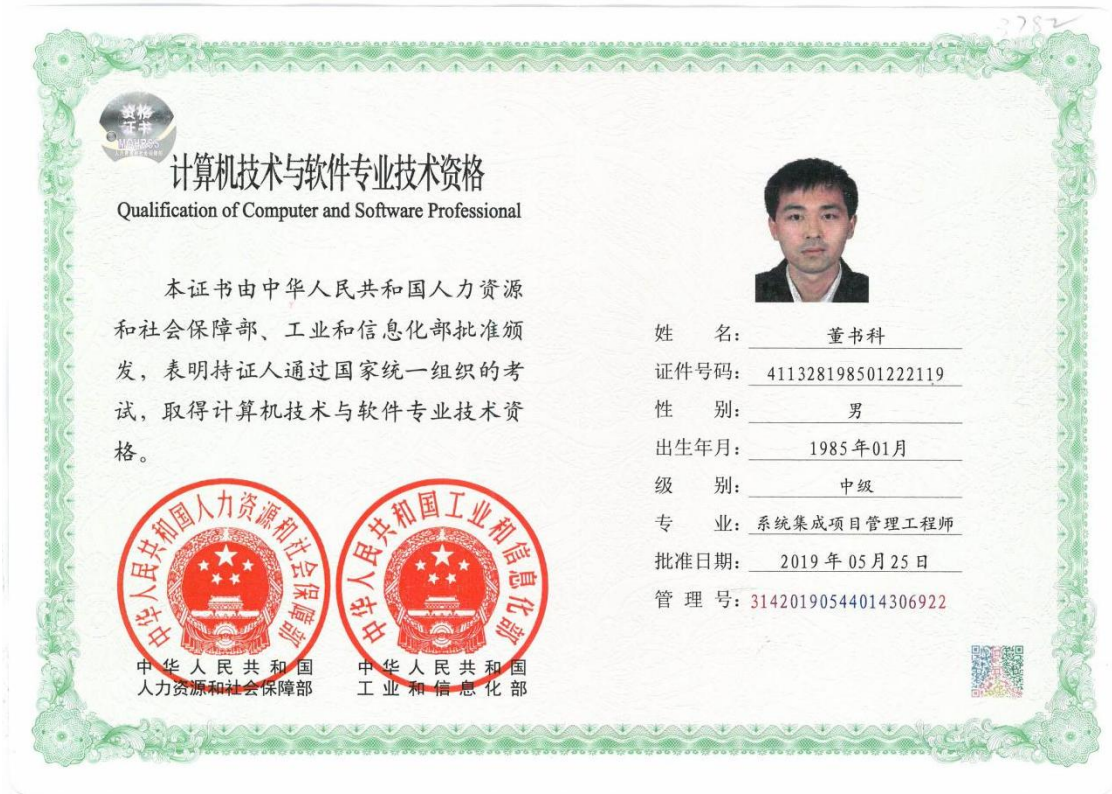 3782
资格
证书
MOHRSS
计算机技术与软件专业技术资格
Qualification of Computer and Software Professional
本证书由中华人民共和国人力资源
和社会保障部、工业和信息化部批准颁
发，表明持证人通过国家统一组织的考
试，取得计算机技术与软件专业技术资
格。
中华人民共和国人力资源和社会保障部
中华人民共和国工业和信息化部
中华人民共和国
人力资源和社会保障部
中华人民共和国
工业和信息化部
姓 名： 董书科
证件号码： 411328198501222119
性 别： 男
出生年月： 1985年01月
级 别： 中级
专 业： 系统集成项目管理工程师
批准日期： 2019年05月25日
管 理 号： 31420190544014306922